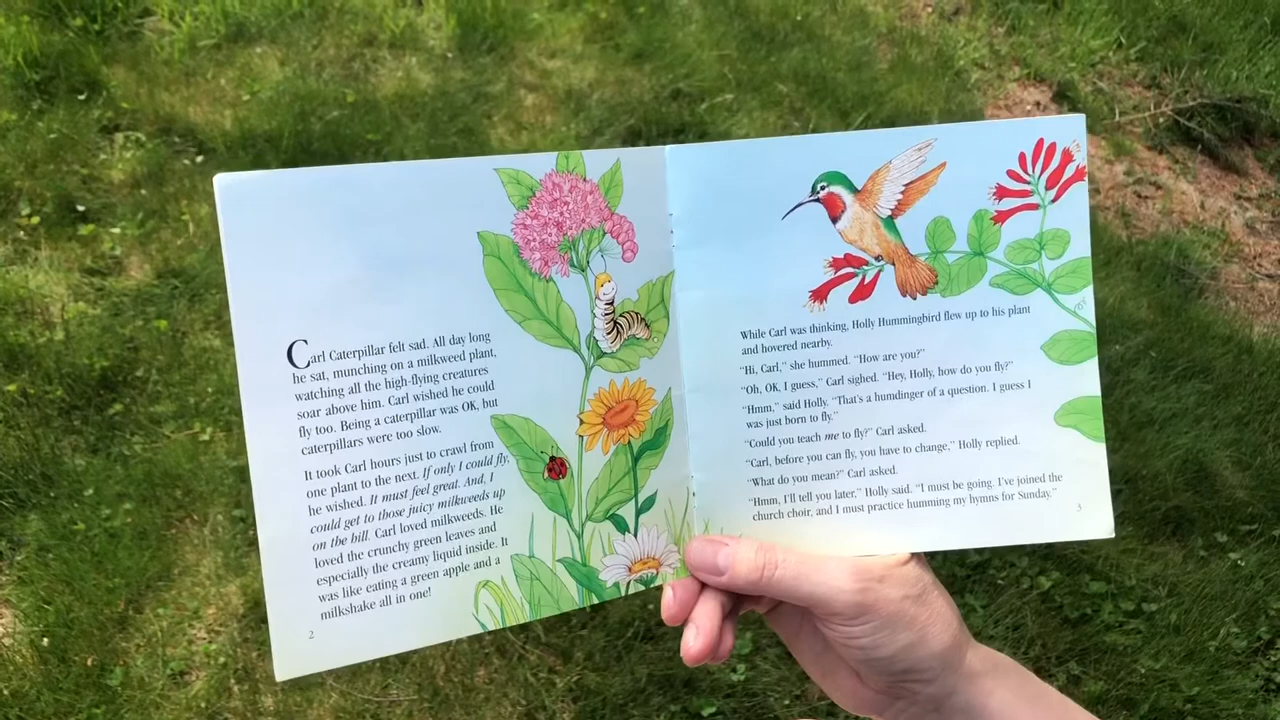 Carl Caterpillar felt sad. All day long
he sat, munching on a milkweed plant,
watching all the high-flying creatures
soar above him. Carl wished he could
fly too. Being a caterpillar was OK, but
caterpillars were too slow.
It took Carl hours just to crawl from
one plant to the next. If only I could fly,
he wished. It must feel great. And, I
could get to those juicy milkweeds up
on the hill. Carl loved milkweeds. He
loved the crunchy green leaves and
especially the creamy liquid inside. It
was like eating a green apple and a
milkshake all in one!
2
While Carl was thinking, Holly Hummingbird flew up to his plant
and hovered nearby.
“Hi, Carl,” she hummed. “How are you?”
“Oh, OK, I guess,” Carl sighed. “Hey, Holly, how do you fly?”
“Hmm,” said Holly. “That’s a humdinger of a question. I guess I
was just born to fly.”
“Could you teach me to fly?” Carl asked.
“Carl, before you can fly, you have to change,” Holly replied.
“What do you mean?” Carl asked.
“Hmm, I’ll tell you later,” Holly said. “I must be going. I’ve joined the
church choir, and I must practice humming my hymns for Sunday.”
3